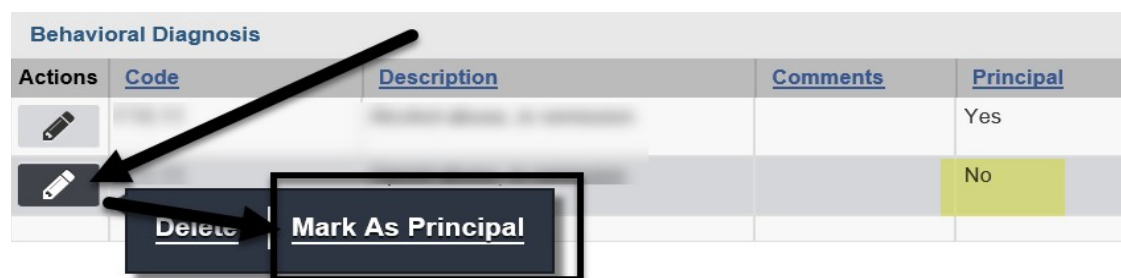 Behavioral Diagnosis
Actions Code Description Comments Principal
Yes
No
Delete Mark As Principal